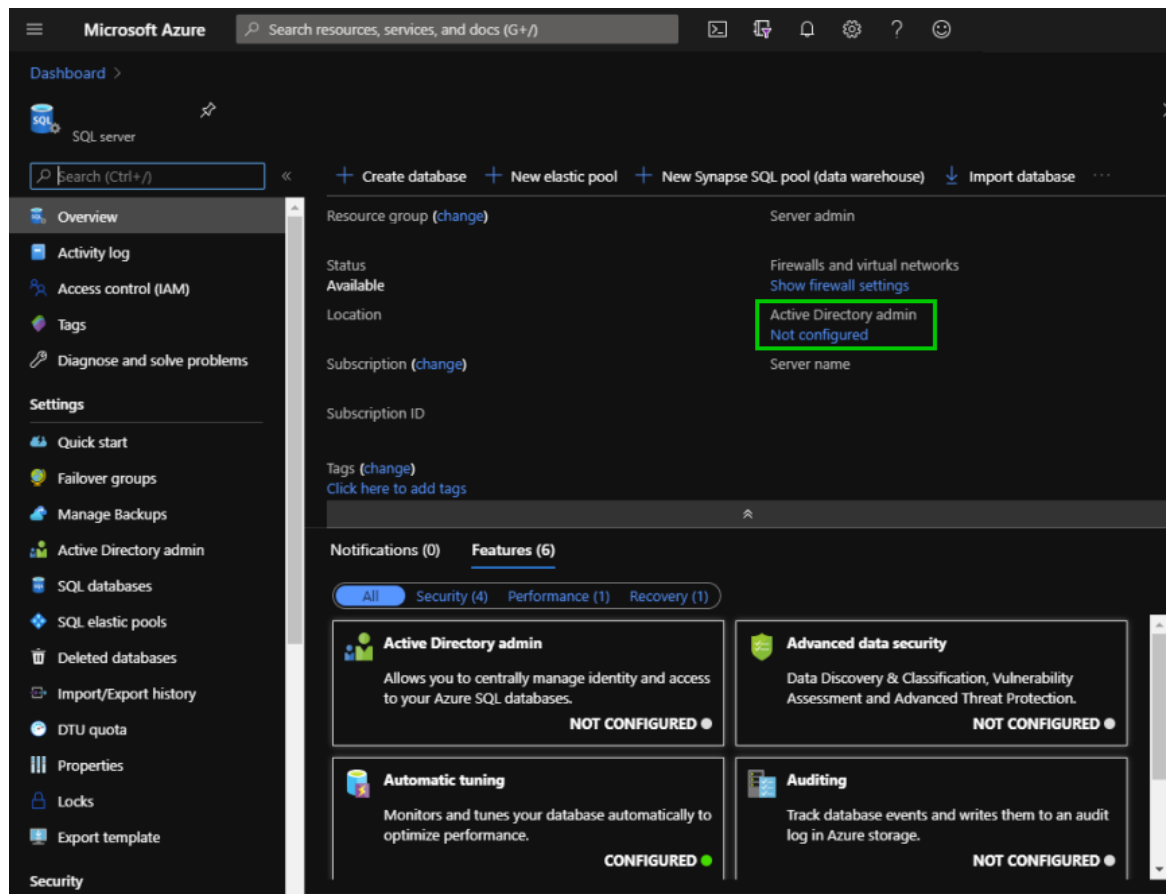 Microsoft Azure
Search resources, services, and docs (G+/)
Dashboard >
SQL
SQL server
Search (Ctrl+/)
«
+ Create database + New elastic pool + New Synapse SQL pool (data warehouse) Import database ...
Overview
Activity log
Access control (IAM)
Tags
Diagnose and solve problems
Settings
Quick start
Failover groups
Manage Backups
Active Directory admin
SQL databases
SQL elastic pools
Deleted databases
Import/Export history
DTU quota
Properties
Locks
Export template
Security
Resource group (change)
Status
Available
Location
Subscription (change)
Subscription ID
Tags (change)
Click here to add tags
Server admin
Firewalls and virtual networks
Show firewall settings
Active Directory admin
Not configured
Server name
Notifications (0) Features (6)
All Security (4) Performance (1) Recovery (1)
Active Directory admin
Allows you to centrally manage identity and access
to your Azure SQL databases.
NOT CONFIGURED
Advanced data security
Data Discovery & Classification, Vulnerability
Assessment and Advanced Threat Protection.
NOT CONFIGURED
Automatic tuning
Monitors and tunes your database automatically to
optimize performance.
CONFIGURED
Auditing
Track database events and writes them to an audit
log in Azure storage.
NOT CONFIGURED